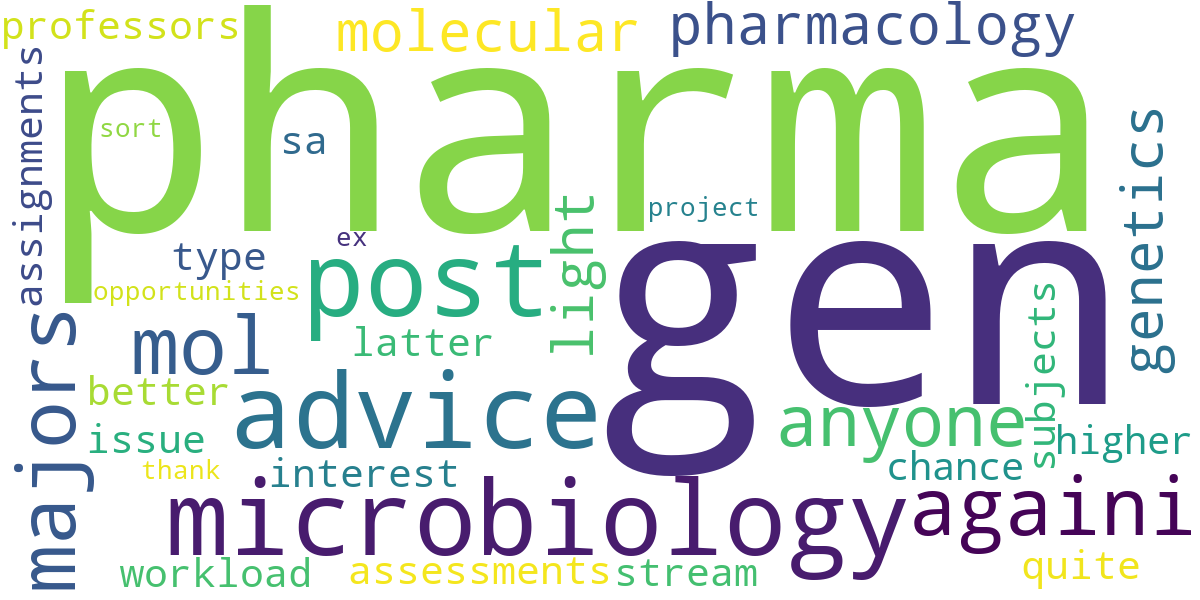 professors
molecular
pharmacology
pharma
assignments
sort
sa
genetics
light
project
ex
gen
type
post
opportunities
majors
mol
latter
subjects
better
advice
anyone
issue
higher
thank
interest
chance
microbiology
againi
workload
assessments
stream
quite